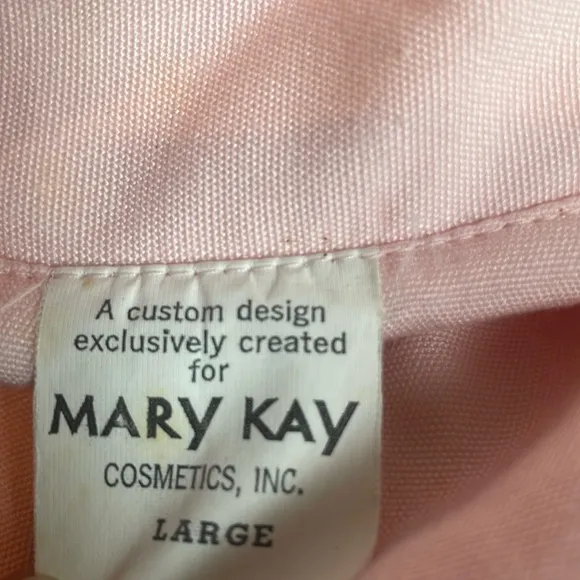 A custom design
exclusively created
for
MARY KAY
COSMETICS, INC.
LARGE